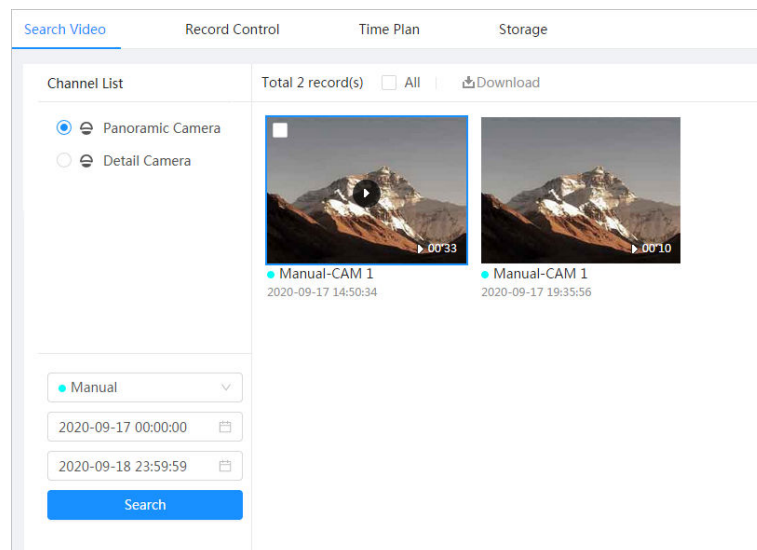 Search Video Record Control Time Plan Storage
Channel List
Total 2 record(s) All Download
Panoramic Camera
Detail Camera
00'33
00'10
Manual-CAM 1
2020-09-17 14:50:34
Manual-CAM 1
2020-09-17 19:35:56
Manual
2020-09-17 00:00:00
2020-09-18 23:59:59
Search